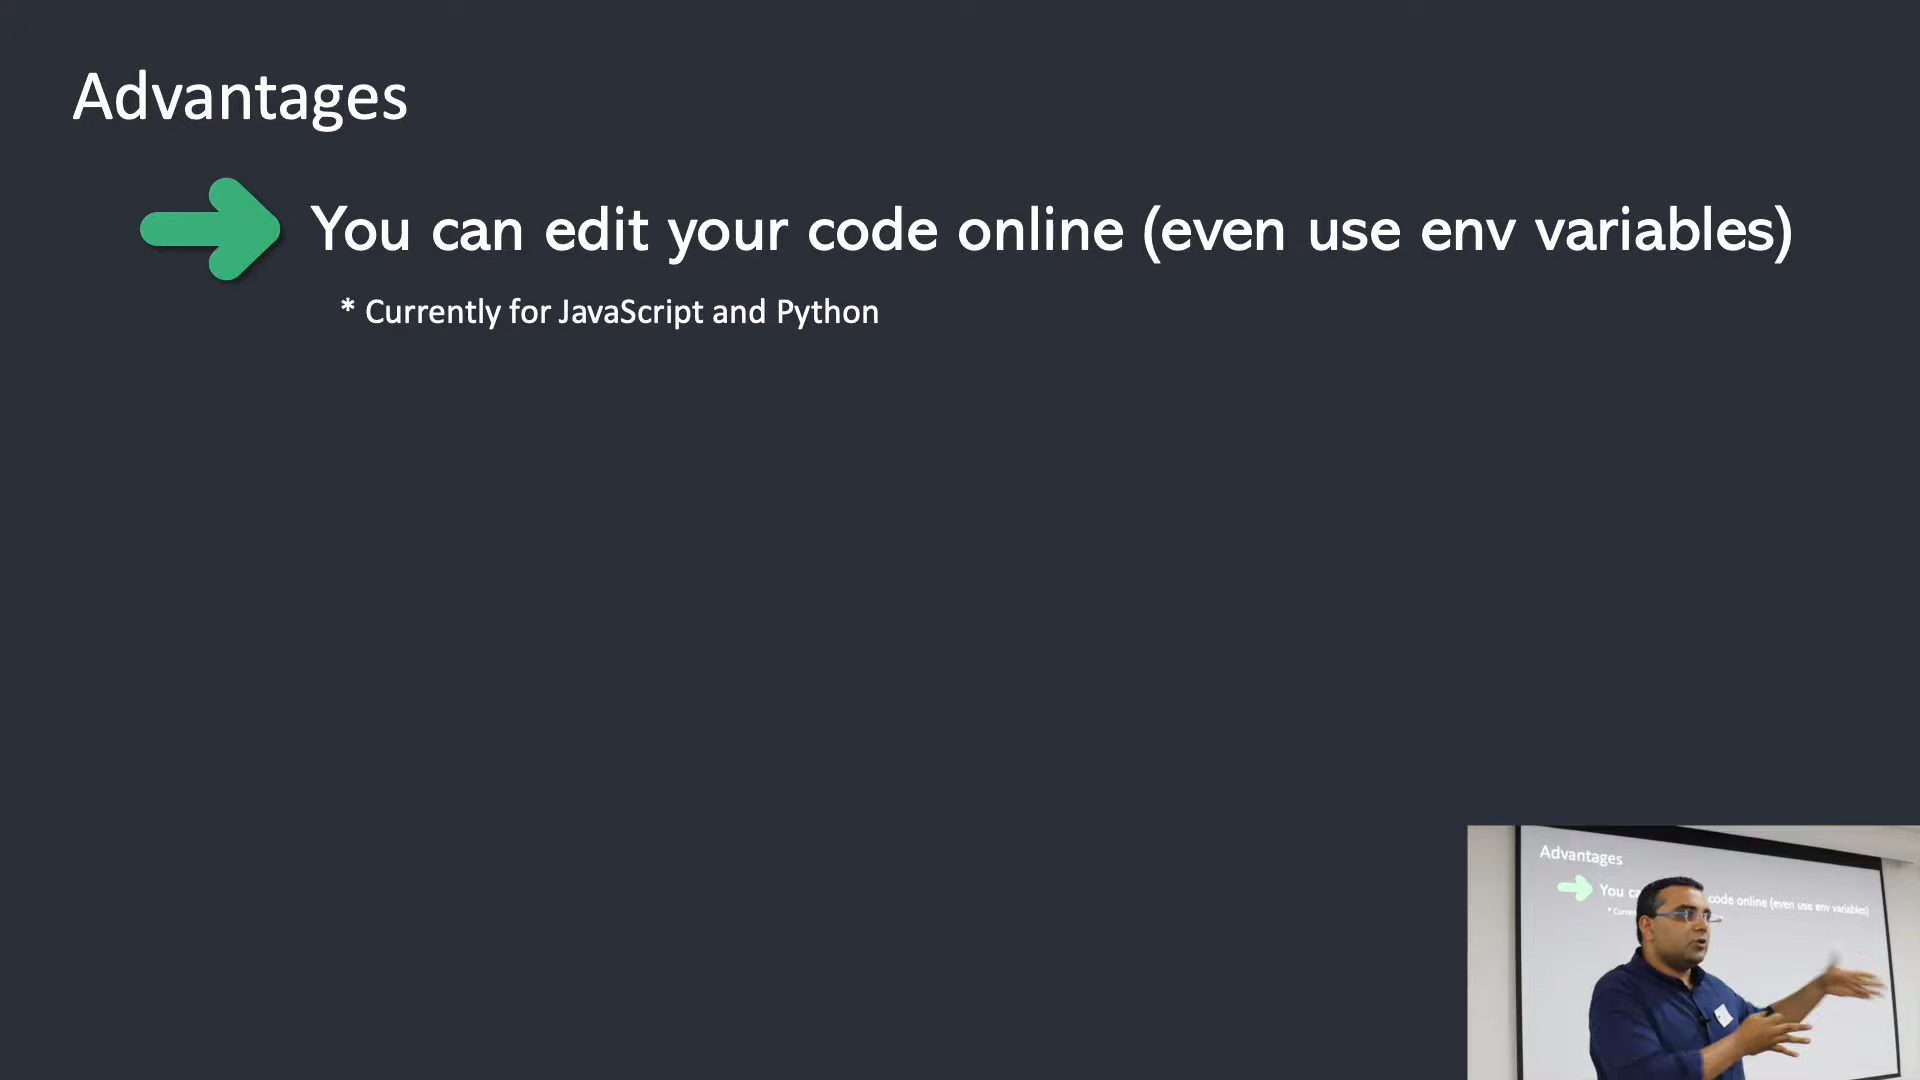 Advantages
You can edit your code online (even use env variables)
* Currently for JavaScript and Python
Advantages
You code online (even use env variables)